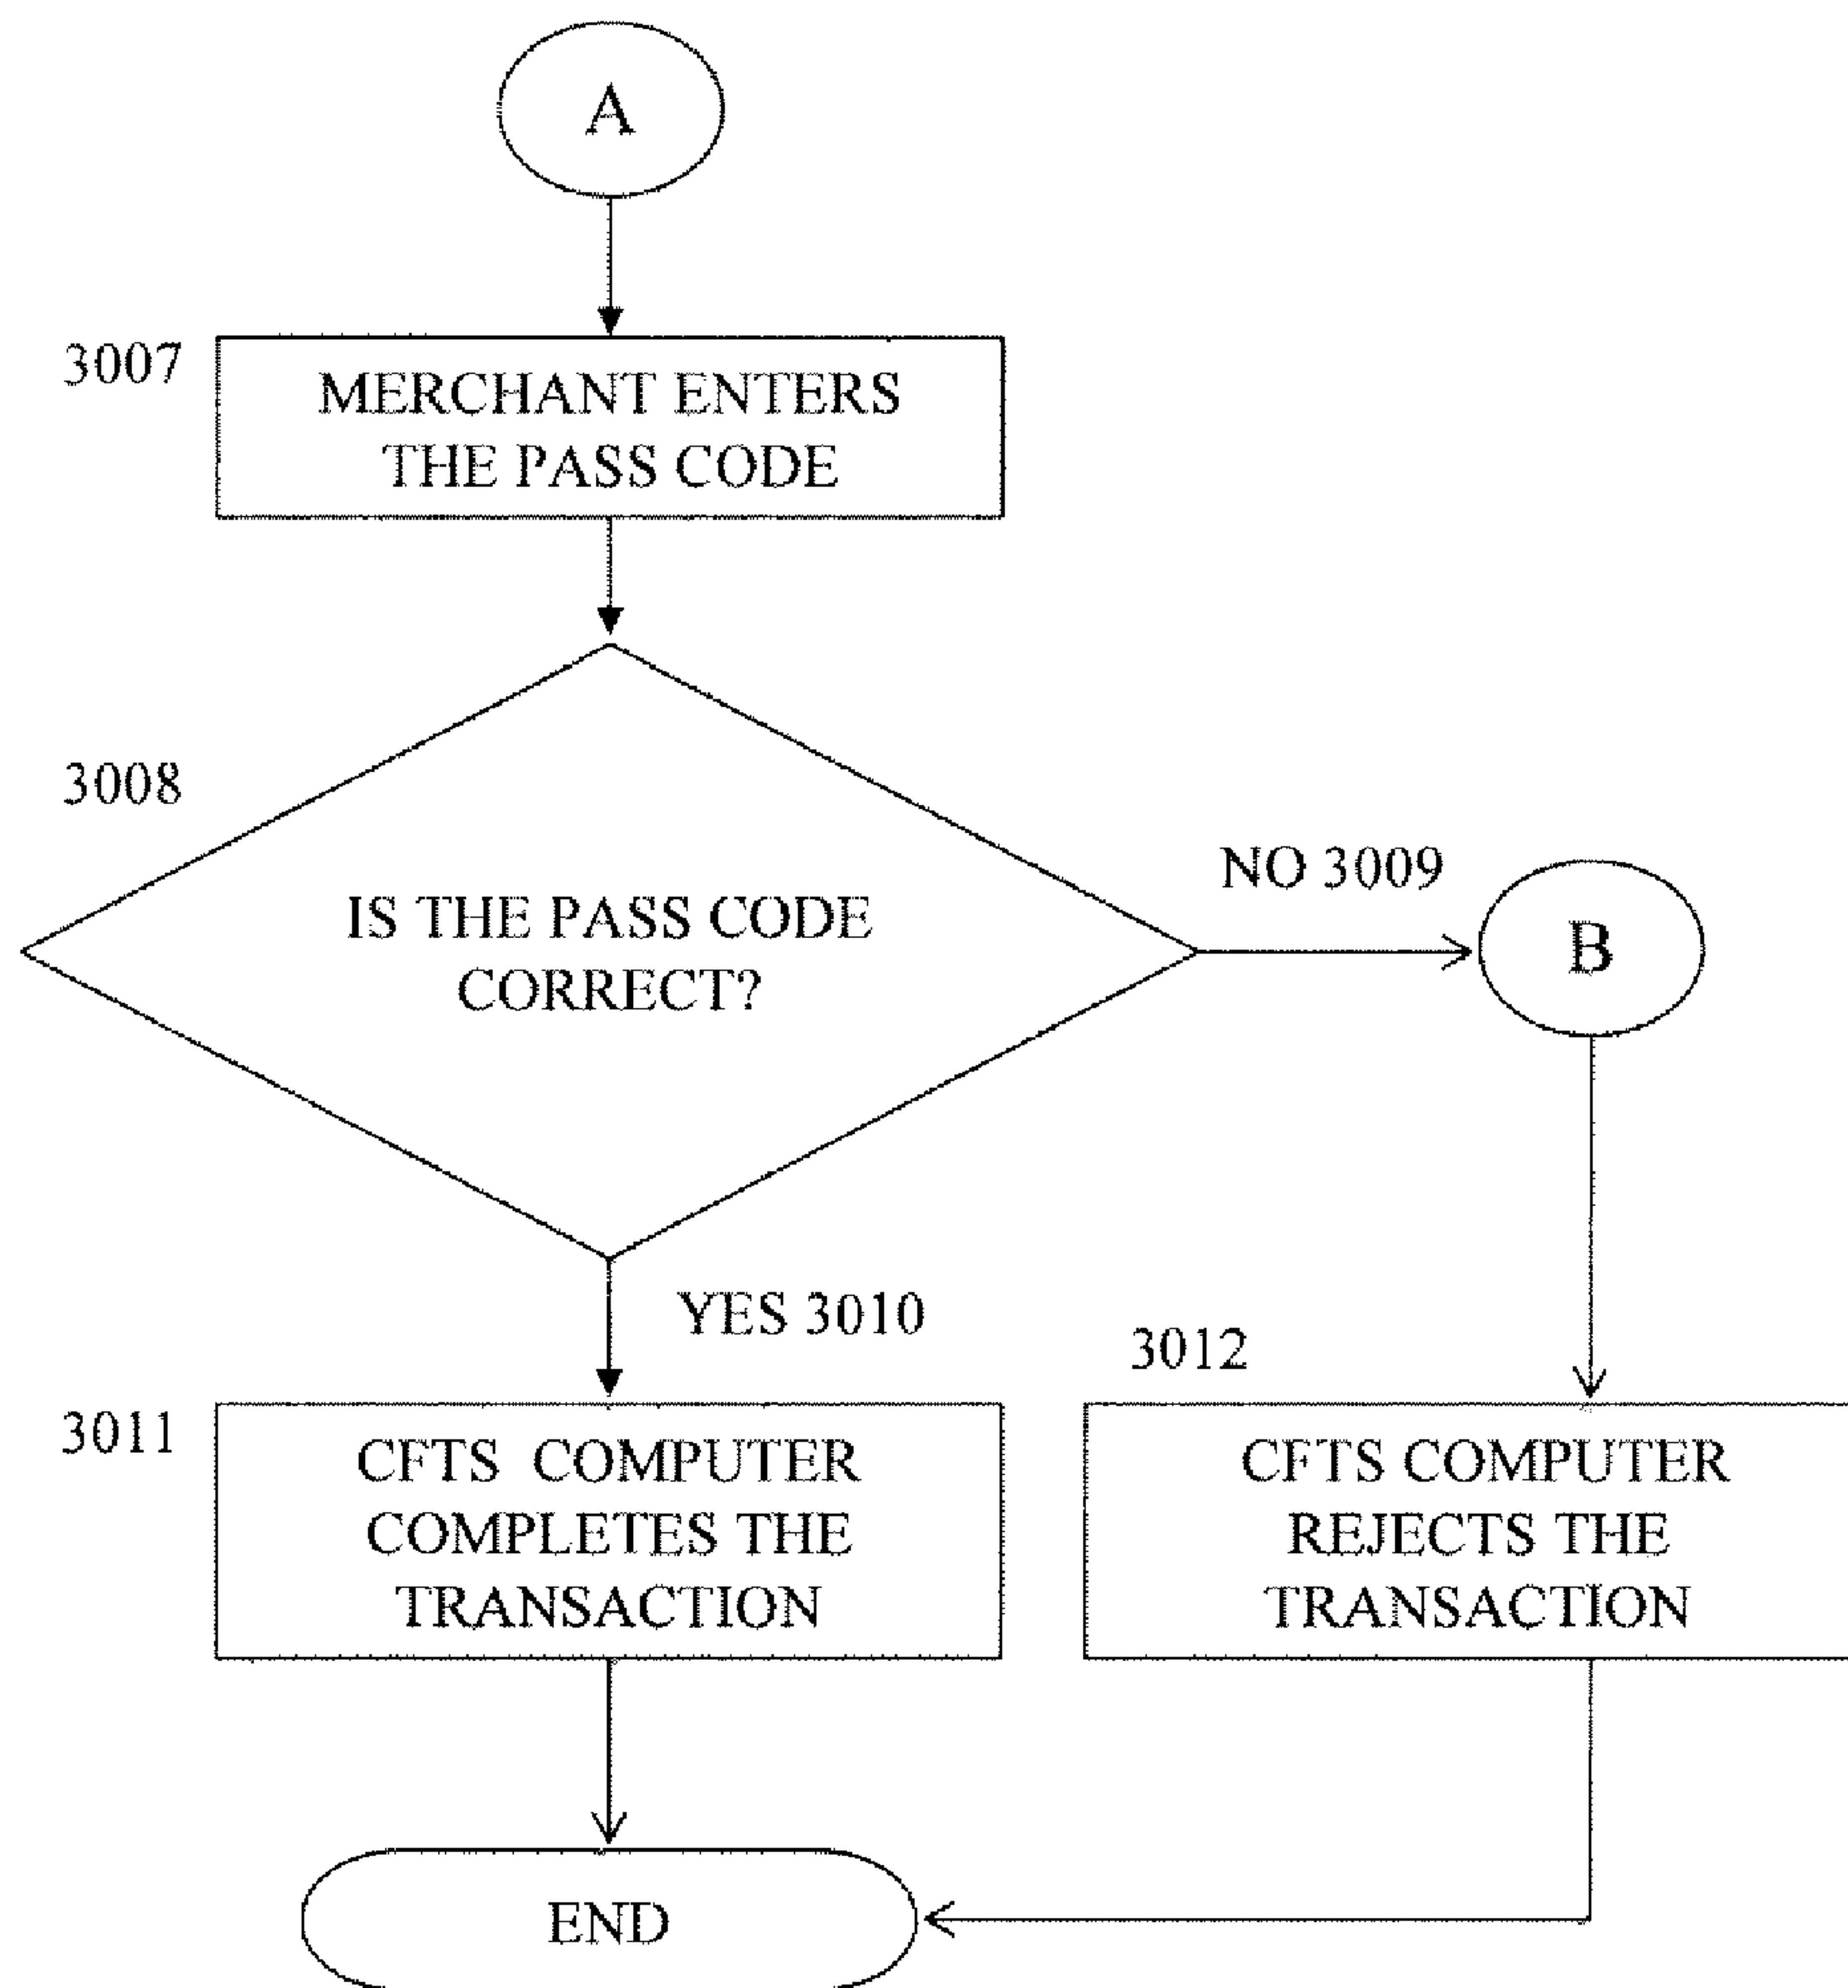 A
3007
MERCHANT ENTERS
THE PASS CODE
3008
IS THE PASS CODE
CORRECT?
NO 3009
B
YES 3010
3011
CFTS COMPUTER
COMPLETES THE
TRANSACTION
3012
CFTS COMPUTER
REJECTS THE
TRANSACTION
END